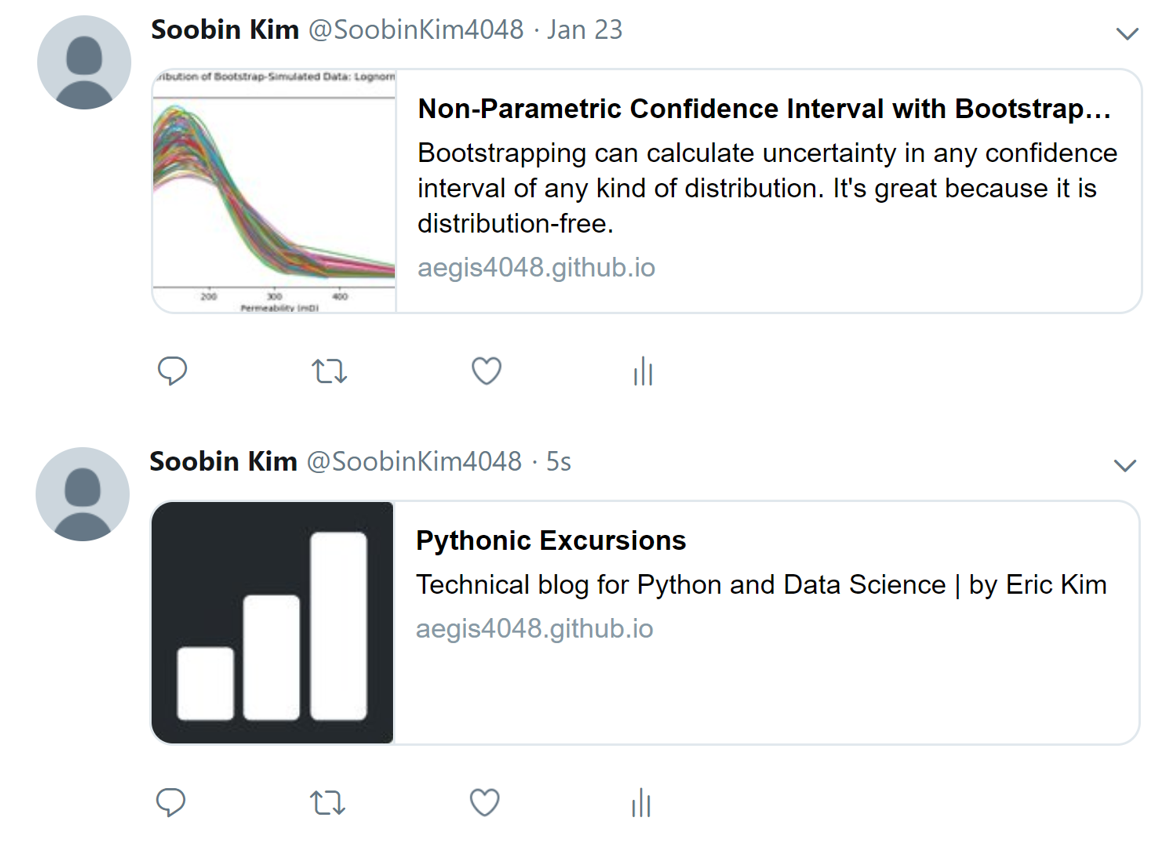 Soobin Kim @SoobinKim4048 · Jan 23
ribution of Bootstrap-Simulated Data: Lognorm
200 300 400
Permeability (mD)
Non-Parametric Confidence Interval with Bootstrap...
Bootstrapping can calculate uncertainty in any confidence
interval of any kind of distribution. It's great because it is
distribution-free.
aegis4048.github.io
Soobin Kim @SoobinKim4048 · 5s
Pythonic Excursions
Technical blog for Python and Data Science | by Eric Kim
aegis4048.github.io